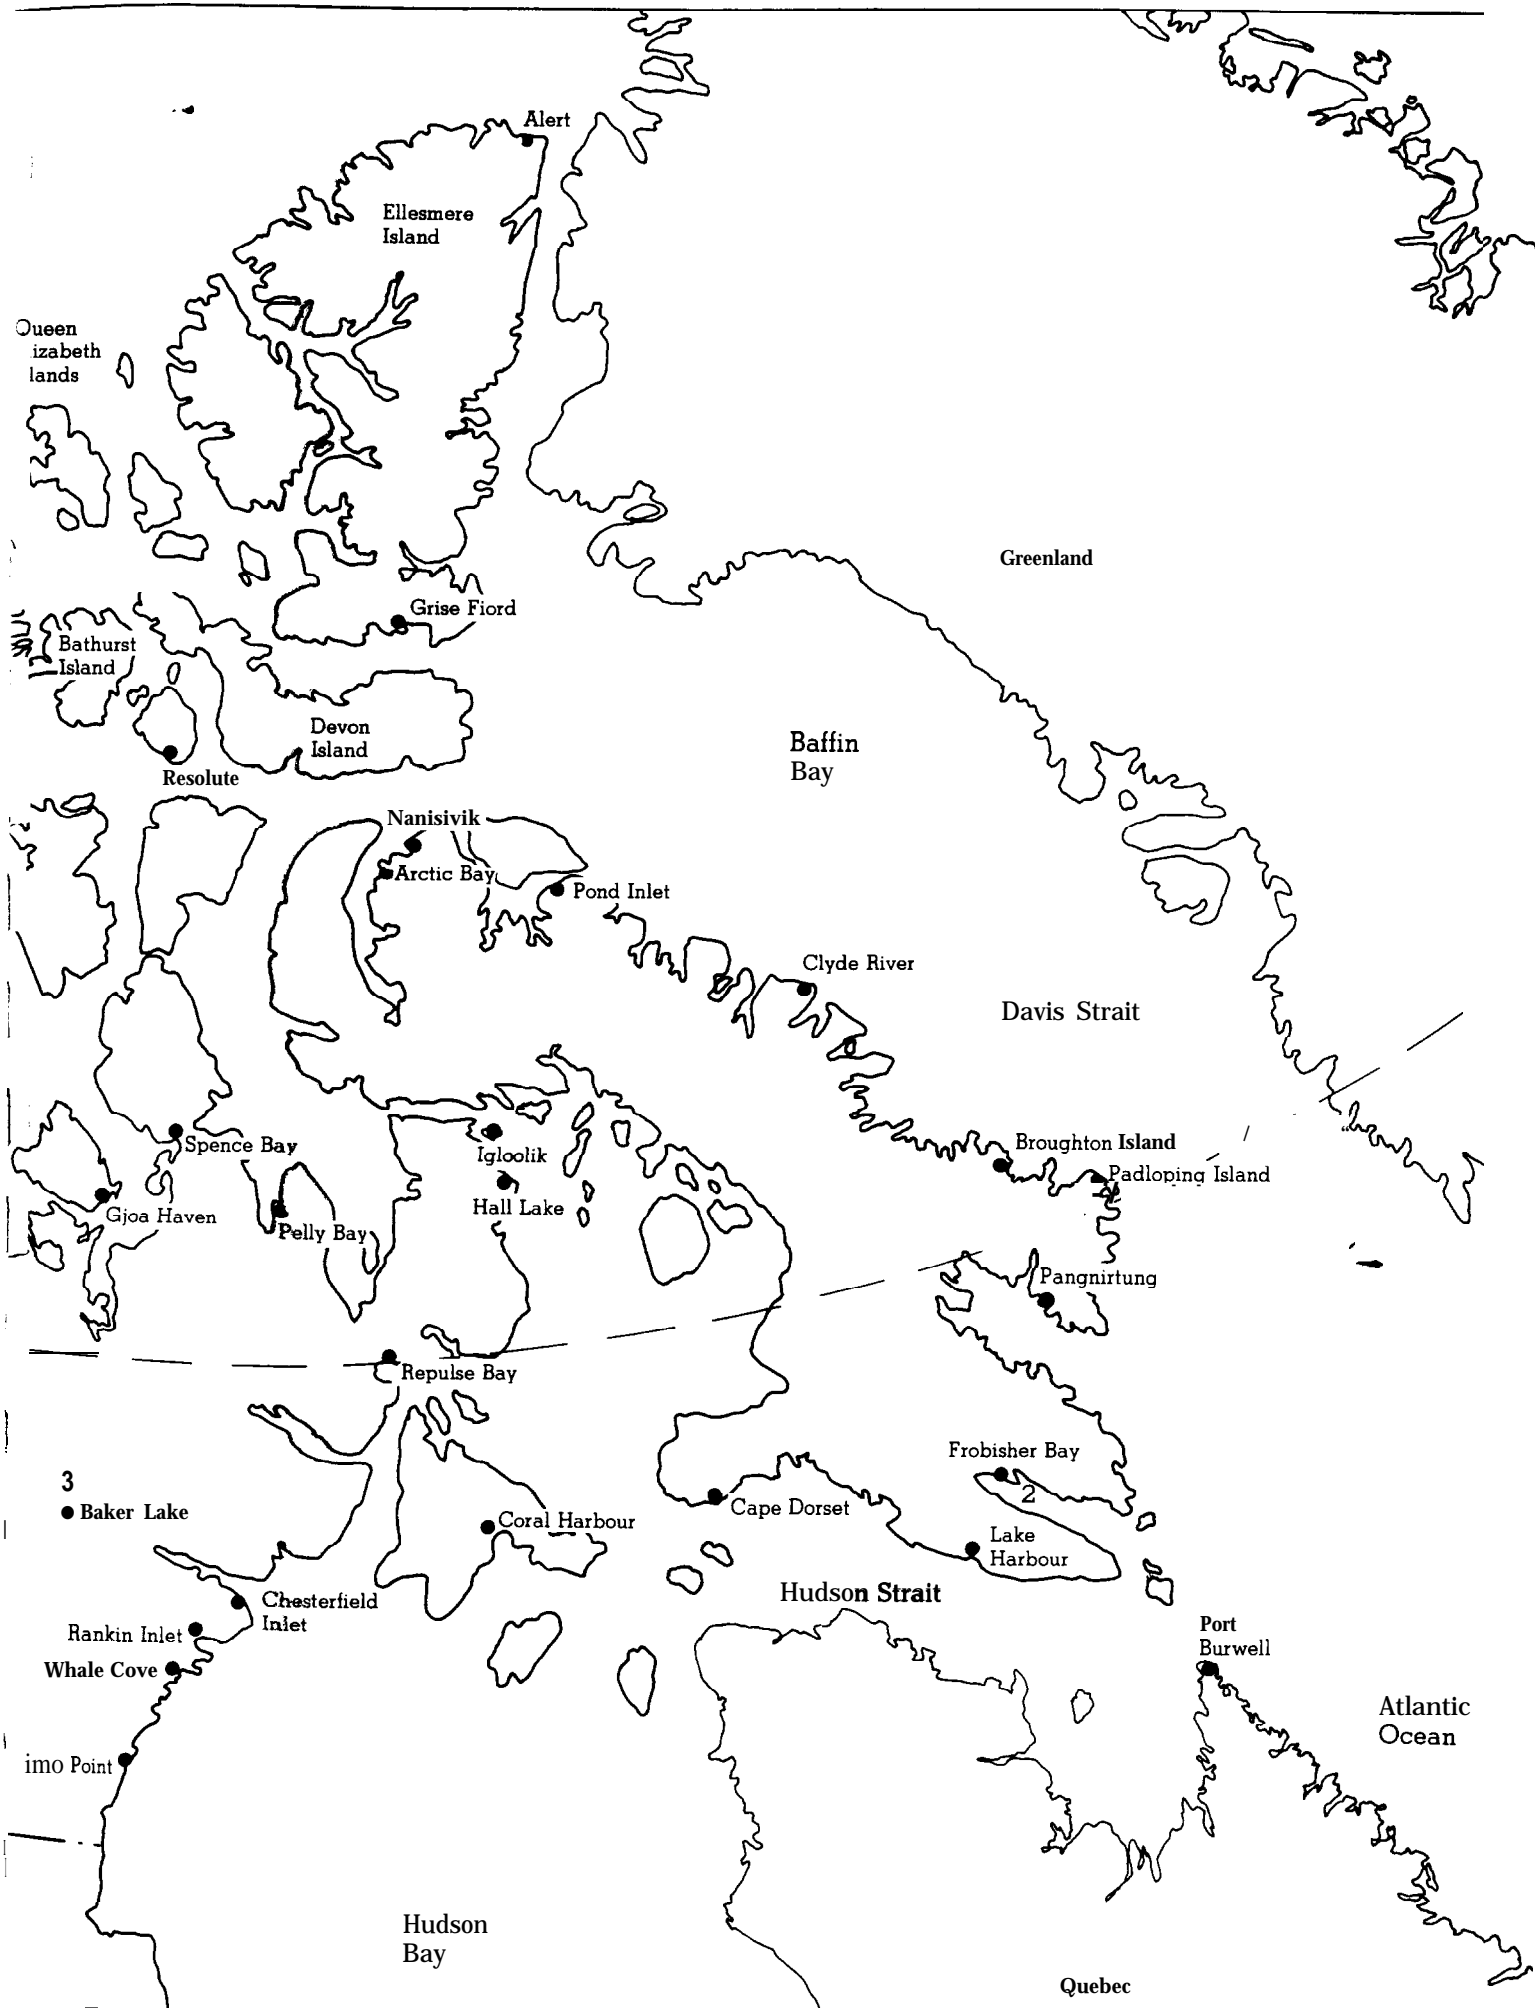 Alert
Ellesmere
Island
Queen
izabeth
lands
Greenland
Grise Fiord
Bathurst
Island
Devon
Island
Baffin
Bay
Resolute
Nanisivik
Arctic Bay
Pond Inlet
Clyde River
Davis Strait
Spence Bay
Igloolik
Broughton Island
Padloping Island
Hall Lake
Gjoa Haven
Pelly Bay
Pangnirtung
Repulse Bay
Frobisher Bay
2
3
Baker Lake
Cape Dorset
Coral Harbour
Lake
Harbour
Hudson Strait
Chesterfield
Inlet
Rankin Inlet
Port
Burwell
Whale Cove
Atlantic
Ocean
imo Point
Hudson
Bay
Quebec